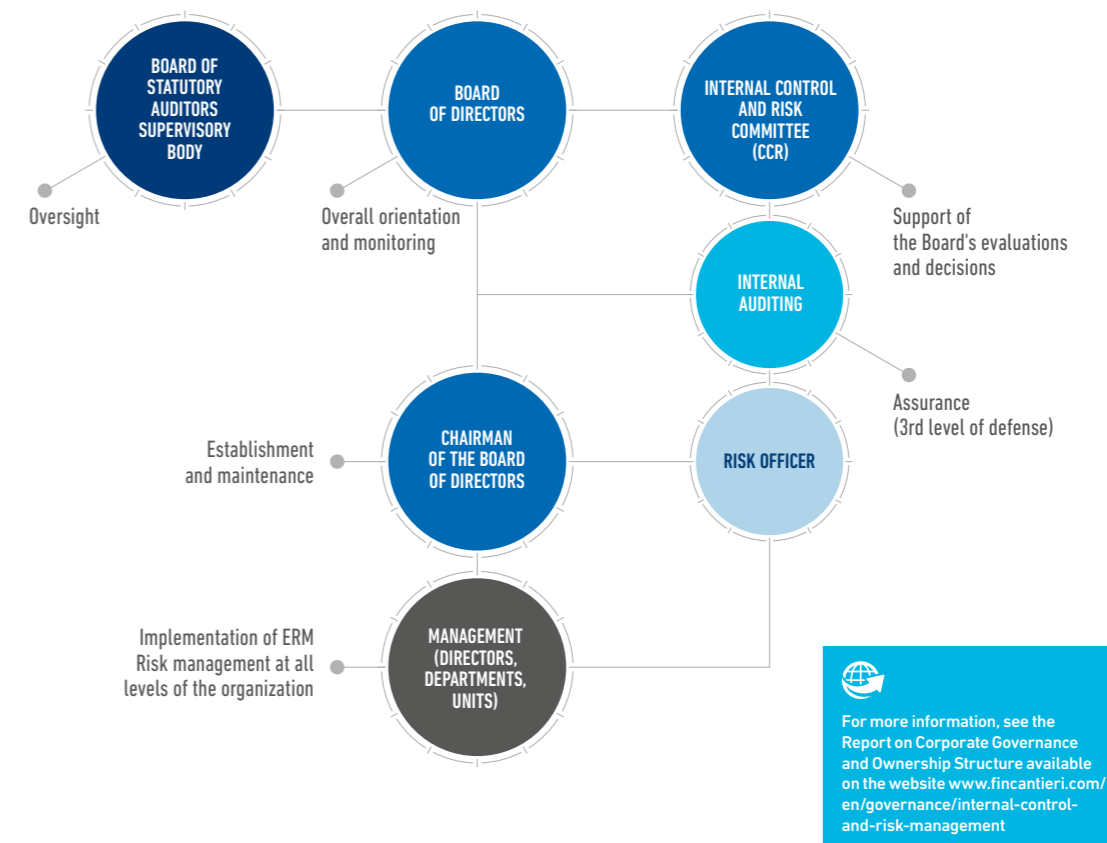 BOARD OF
STATUTORY
AUDITORS
SUPERVISORY
BODY
BOARD
OF DIRECTORS
INTERNAL CONTROL
AND RISK
COMMITTEE
(CCR)
Oversight
Overall orientation
and monitoring
Support of
the Board's evaluations
and decisions
INTERNAL
AUDITING
Assurance
(3rd level of defense)
Establishment
and maintenance
CHAIRMAN
OF THE BOARD
OF DIRECTORS
RISK OFFICER
Implementation of ERM
Risk management at all
levels of the organization
MANAGEMENT
(DIRECTORS,
DEPARTMENTS,
UNITS)
For more information, see the
Report on Corporate Governance
and Ownership Structure available
on the website www.fincantieri.com/
en/governance/internal-control-
and-risk-management